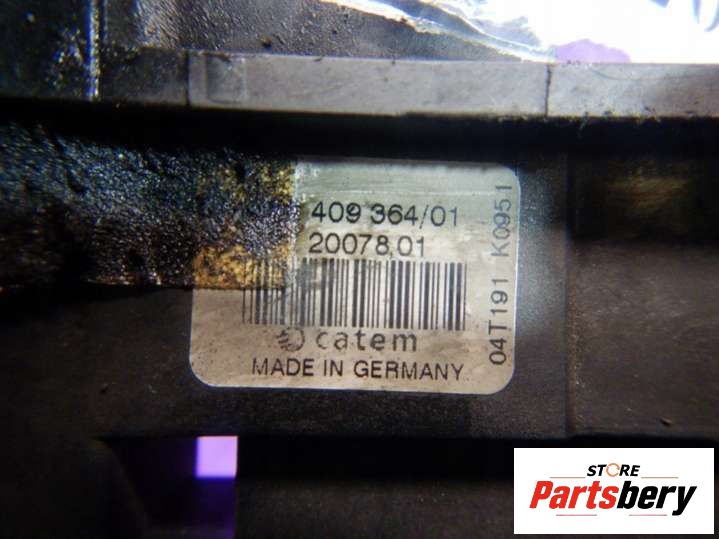 409 364/01
20078.01
catem
MADE IN GERMANY
04T191 K0951
STORE
Partsbery